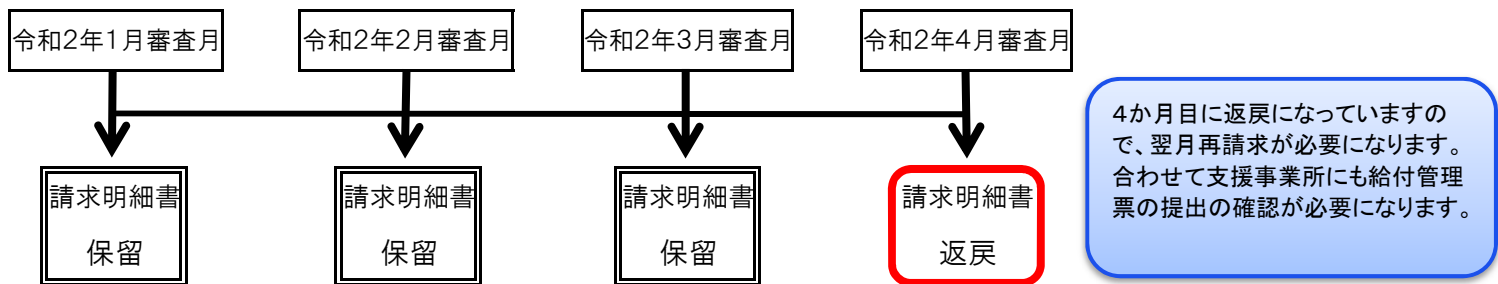 令和2年1月審査月
令和2年2月審査月
令和2年3月審査月
令和2年4月審査月
請求明細書
保留
請求明細書
保留
請求明細書
保留
請求明細書
返戻
４か月目に返戻になっていますの
で、翌月再請求が必要になります。
合わせて支援事業所にも給付管理
票の提出の確認が必要になります。